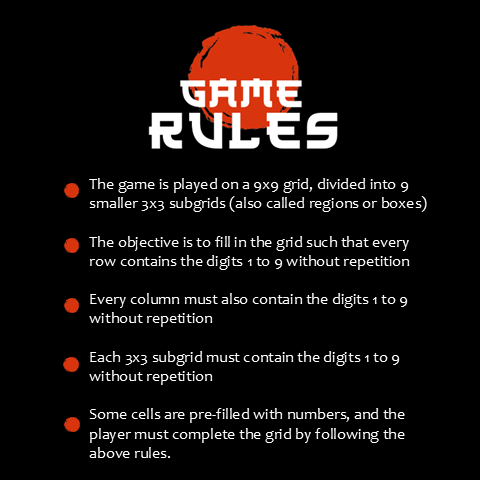 GAME
RULES
The game is played on a 9x9 grid, divided into 9
smaller 3x3 subgrids (also called regions or boxes)
The objective is to fill in the grid such that every
row contains the digits 1 to 9 without repetition
Every column must also contain the digits 1 to 9
without repetition
Each 3x3 subgrid must contain the digits 1 to 9
without repetition
Some cells are pre-filled with numbers, and the
player must complete the grid by following the
above rules.